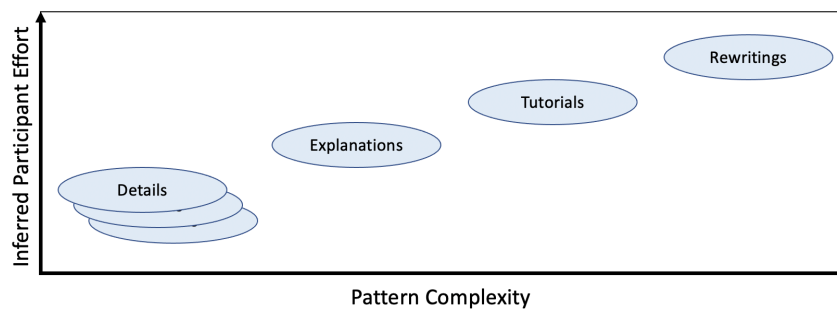 Rewritings
Tutorials
Explanations
Details
Inferred Participant Effort
Pattern Complexity